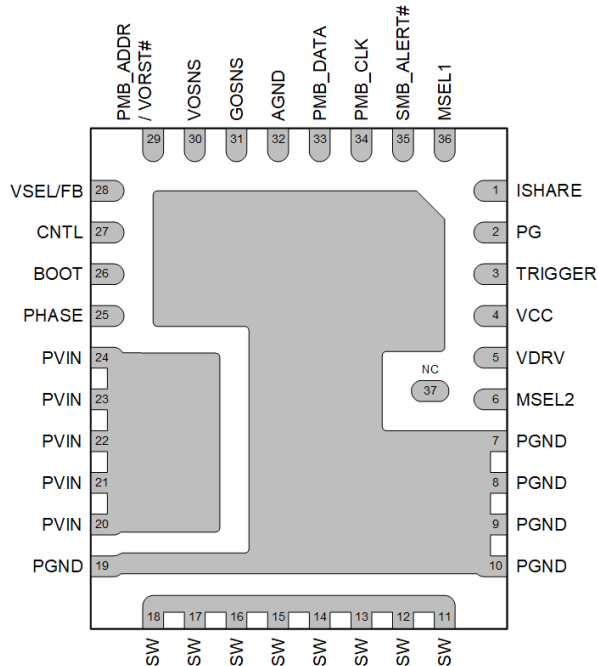 PMB_ADDR
/ VORST#
VOSNS
GOSNS
AGND
PMB_DATA
PMB_CLK
SMB_ALERT#
MSEL1
29 30 31 32 33 34 35 36
VSEL/FB 28 1 ISHARE
CNTL 27 2 PG
BOOT 26 3 TRIGGER
PHASE 25 4 VCC
PVIN 24 5 VDRV
NC
37
PVIN 23 6 MSEL2
PVIN 22 7 PGND
PVIN 21 8 PGND
PVIN 20 9 PGND
PGND 19 10 PGND
18 17 16 15 14 13 12 11
SW SW SW SW SW SW SW SW